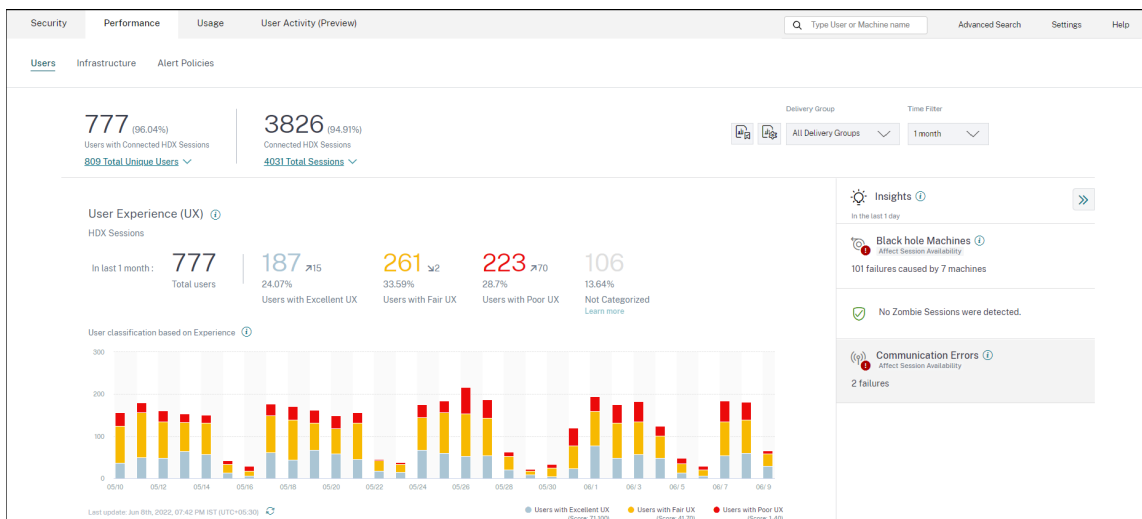 Security Performance Usage User Activity (Preview) Type User or Machine name Advanced Search Settings Help
Users Infrastructure Alert Policies
Delivery Group Time Filter
777 (96.04%) 3826 (94.91%)
All Delivery Groups 1 month
Users with Connected HDX Sessions Connected HDX Sessions
809 Total Unique Users 4031 Total Sessions
User Experience (UX)
HDX Sessions
In last 1 month : 777 187 15 261 2 223 70 106
Total users 24.07% 33.59% 28.7% 13.64%
Users with Excellent UX Users with Fair UX Users with Poor UX Not Categorized
Learn more
User classification based on Experience
300
200
100
0
05/10 05/12 05/14 05/16 05/18 05/20 05/22 05/24 05/26 05/28 05/30 06/1 06/3 06/5 06/7 06/9
Last update: Jun 8th, 2022, 07:42 PM IST (UTC+05:30)
Users with Excellent UX Users with Fair UX Users with Poor UX
(Score: 71-100) (Score: 41-70) (Score: 1-40)
Insights
In the last 1 day
Black hole Machines
Affect Session Availability
101 failures caused by 7 machines
No Zombie Sessions were detected.
Communication Errors
Affect Session Availability
2 failures